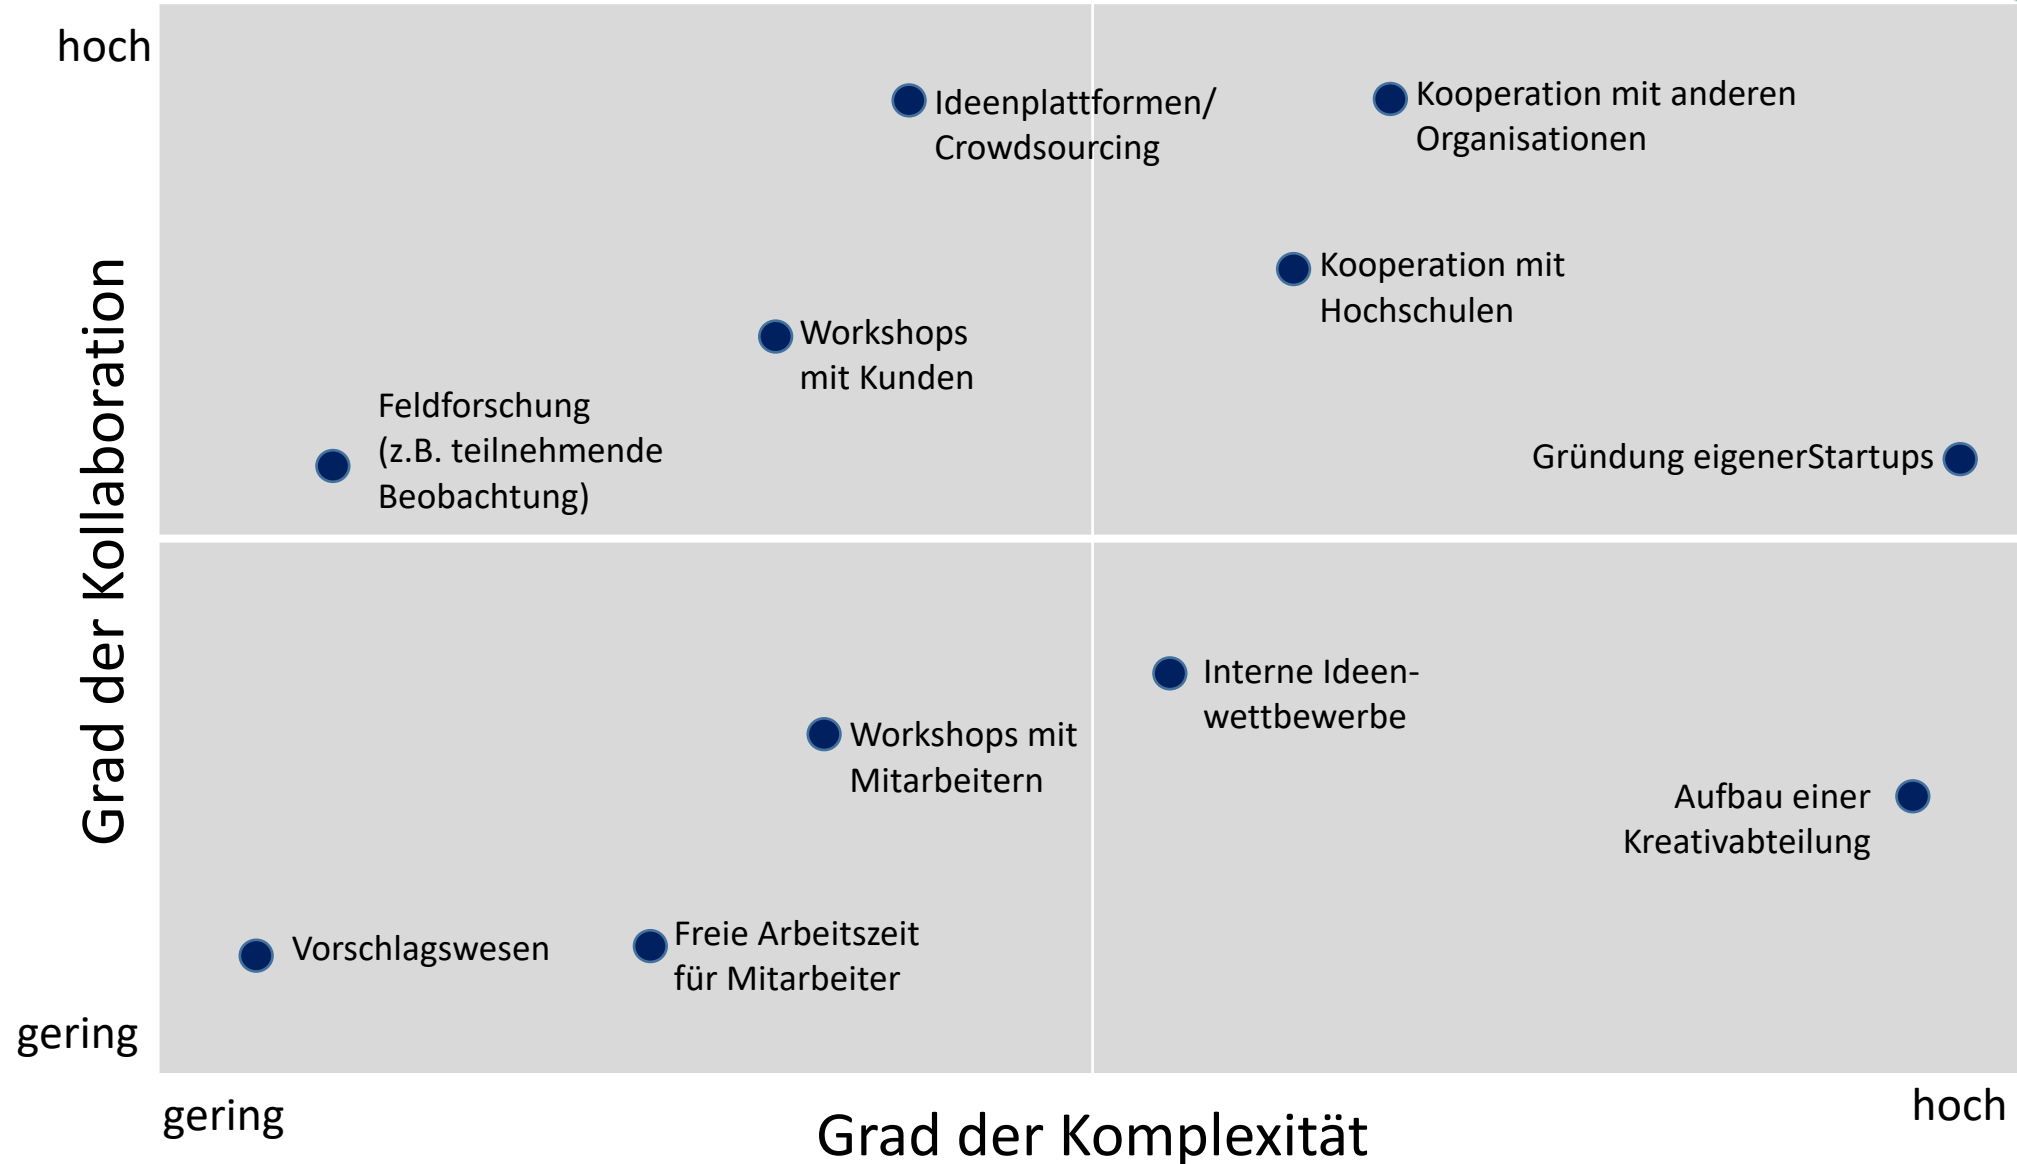 hoch
Ideenplattformen/
Crowdsourcing
Kooperation mit anderen
Organisationen
Kooperation mit
Hochschulen
Workshops
mit Kunden
Feldforschung
(z.B. teilnehmende
Beobachtung)
Gründung eigenerStartups
Grad der Kollaboration
Interne Ideen-
wettbewerbe
Workshops mit
Mitarbeitern
Aufbau einer
Kreativabteilung
Vorschlagswesen
Freie Arbeitszeit
für Mitarbeiter
gering
gering
Grad der Komplexität
hoch